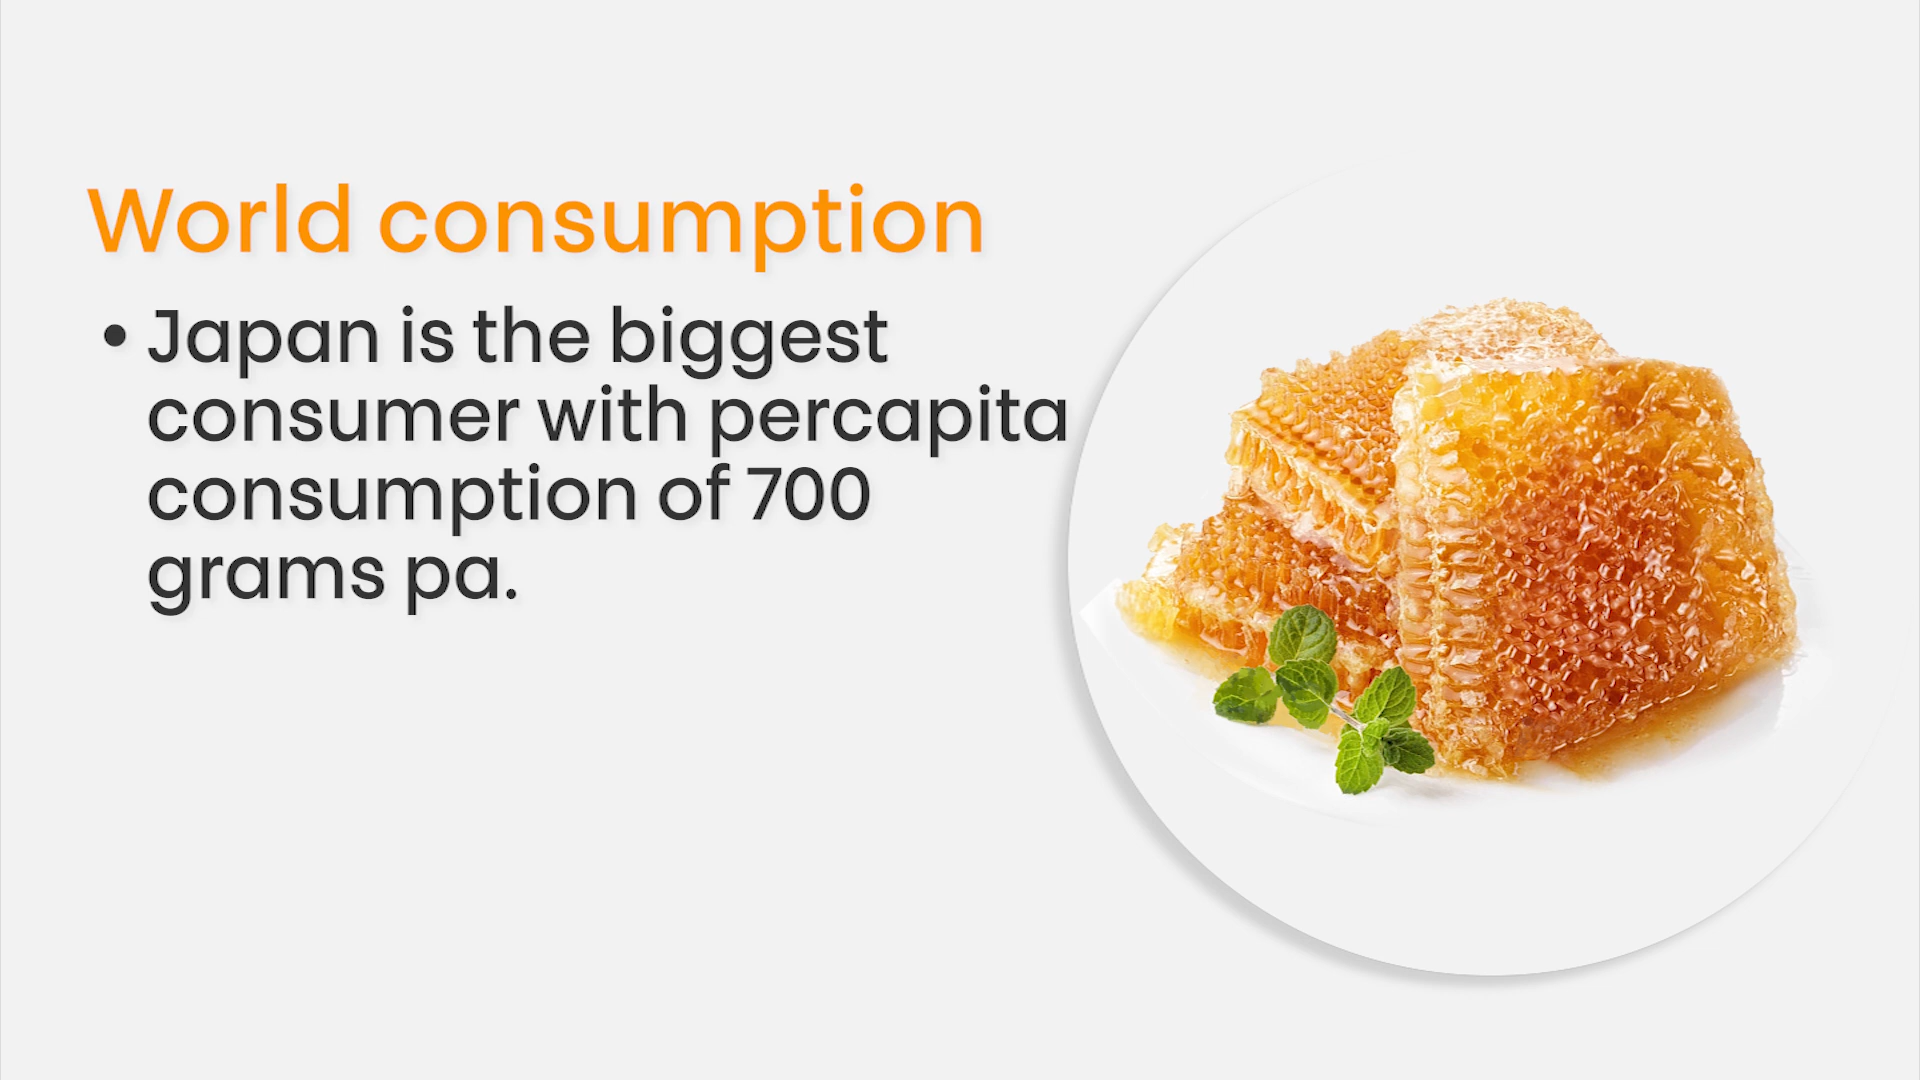 World consumption
• Japan is the biggest
consumer with percapita
consumption of 700
grams pa.